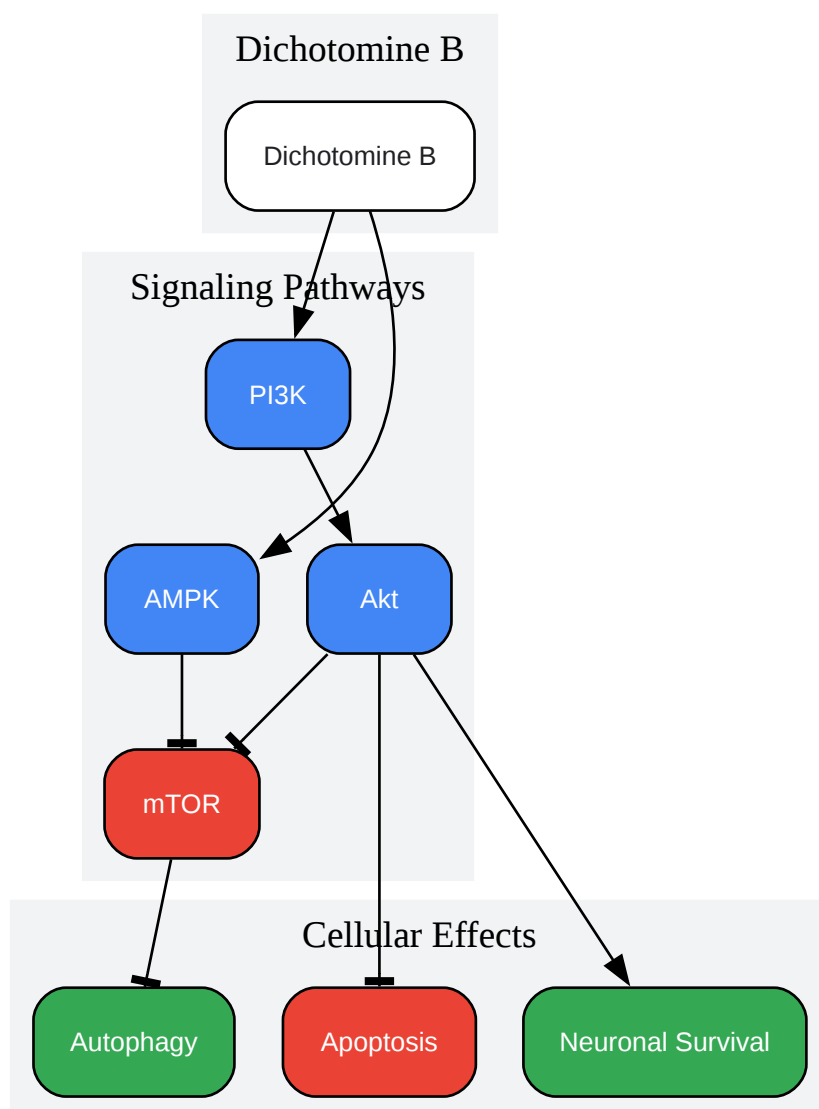 Dichotomine B
Dichotomine B
Signaling Pathways
PI3K
AMPK
Akt
mTOR
Cellular Effects
Autophagy
Apoptosis
Neuronal Survival